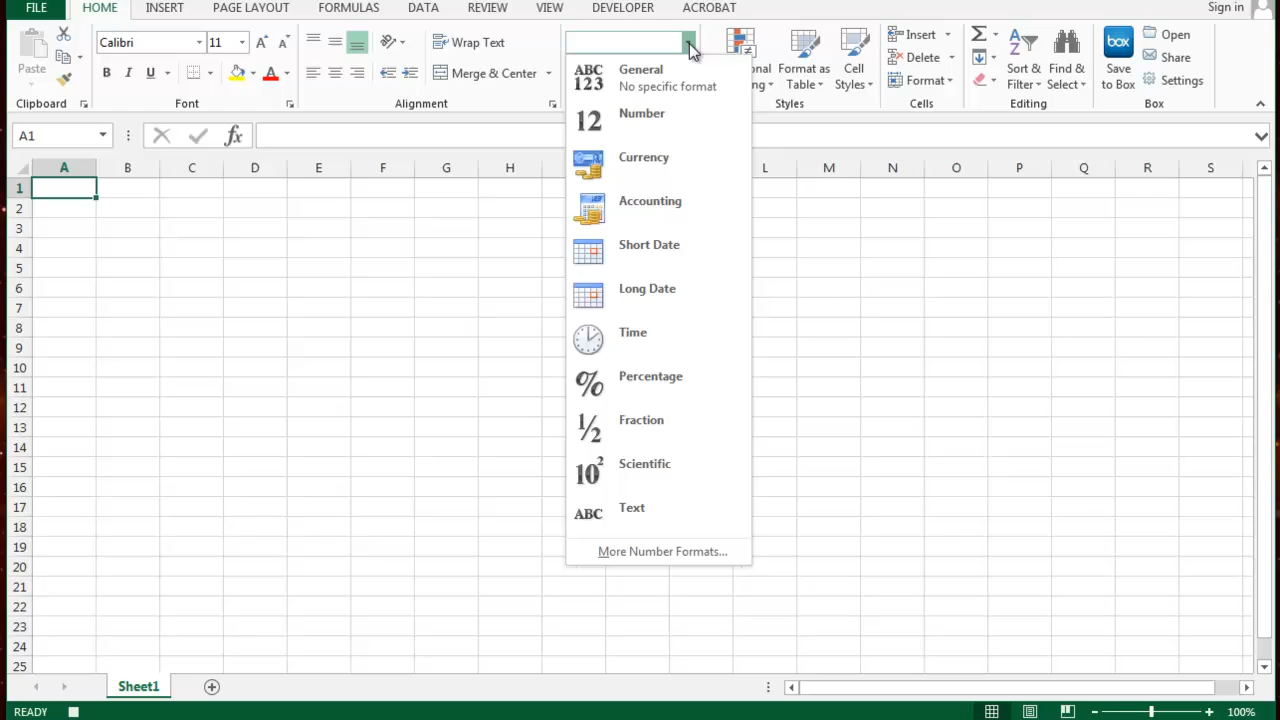 FILE HOME INSERT PAGE LAYOUT FORMULAS DATA REVIEW VIEW DEVELOPER ACROBAT Sign in
Paste
Clipboard
Calibri 11
B I U A
Font
Wrap Text
Merge & Center
Alignment
Format as
Table
Cell
Styles
Styles
Insert
Delete
Format
Cells
Sort &
Filter
Find &
Select
Editing
box
Save
to Box
Open
Share
Settings
Box
A1 fx
A B C D E F G H L M N O P Q R S
1
2
3
4
5
6
7
8
9
10
11
12
13
14
15
16
17
18
19
20
21
22
23
24
25
ABC
123
General
No specific format
12 Number
Currency
Accounting
Short Date
Long Date
Time
% Percentage
½ Fraction
10² Scientific
ABC Text
More Number Formats...
Sheet1
READY 100%